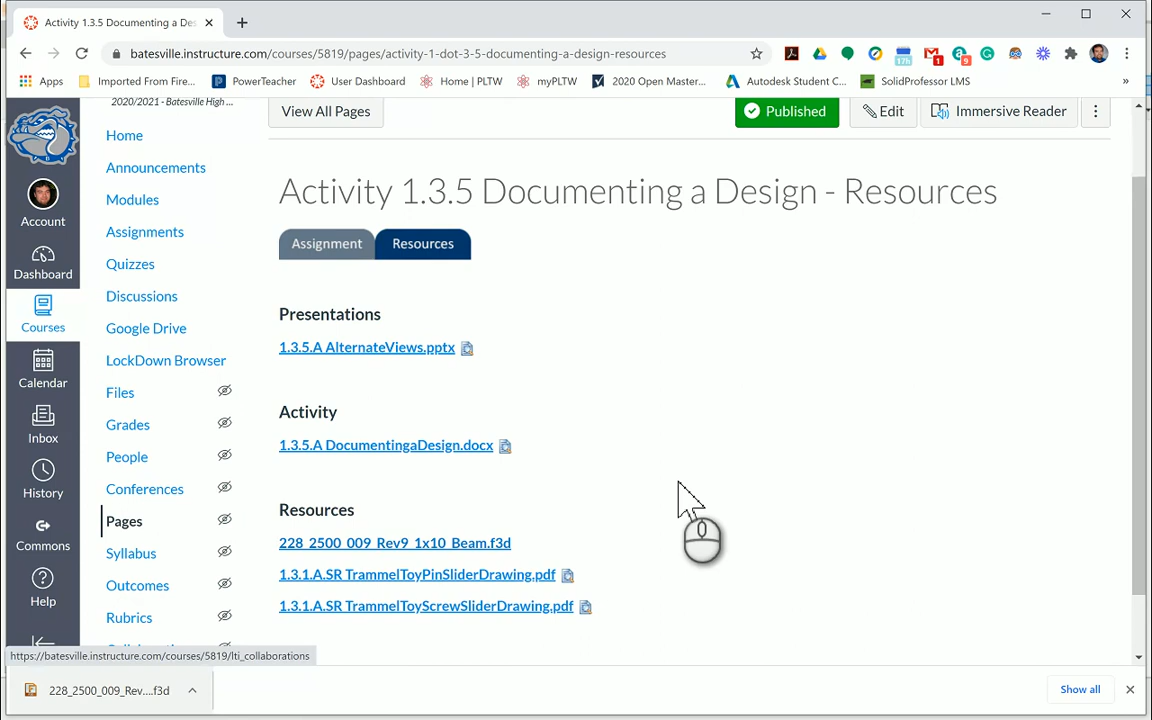 Activity 1.3.5 Documenting a Des
batesville.instructure.com/courses/5819/pages/activity-1-dot-3-5-documenting-a-design-resources
17h 1 9
Apps Imported From Fire... PowerTeacher User Dashboard Home | PLTW myPLTW 2020 Open Master... Autodesk Student C... SolidProfessor LMS »
2020/2021 - Batesville High ...
View All Pages Published Edit Immersive Reader
Home
Announcements
Modules
Assignments
Quizzes
Discussions
Google Drive
LockDown Browser
Files
Grades
People
Conferences
Pages
Syllabus
Outcomes
Rubrics
Account
Dashboard
Courses
Calendar
Inbox
History
Commons
Help
Activity 1.3.5 Documenting a Design - Resources
Assignment Resources
Presentations
1.3.5.A AlternateViews.pptx
Activity
1.3.5.A DocumentingaDesign.docx
Resources
228_2500_009_Rev9_1x10_Beam.f3d
1.3.1.A.SR TrammelToyPinSliderDrawing.pdf
1.3.1.A.SR TrammelToyScrewSliderDrawing.pdf
https://batesville.instructure.com/courses/5819/lti_collaborations
228_2500_009_Rev....f3d
Show all